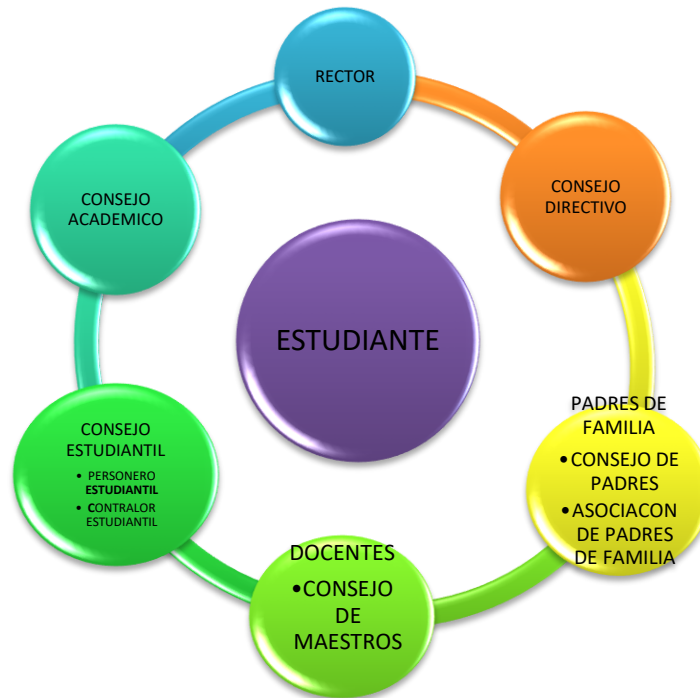 RECTOR
CONSEJO
DIRECTIVO
PADRES DE
FAMILIA
•CONSEJO DE
PADRES
•ASOCIACON
DE PADRES
DE FAMILIA
DOCENTES
•CONSEJO
DE
MAESTROS
CONSEJO
ESTUDIANTIL
• PERSONERO
ESTUDIANTIL
• CONTRALOR
ESTUDIANTIL
CONSEJO
ACADEMICO
ESTUDIANTE